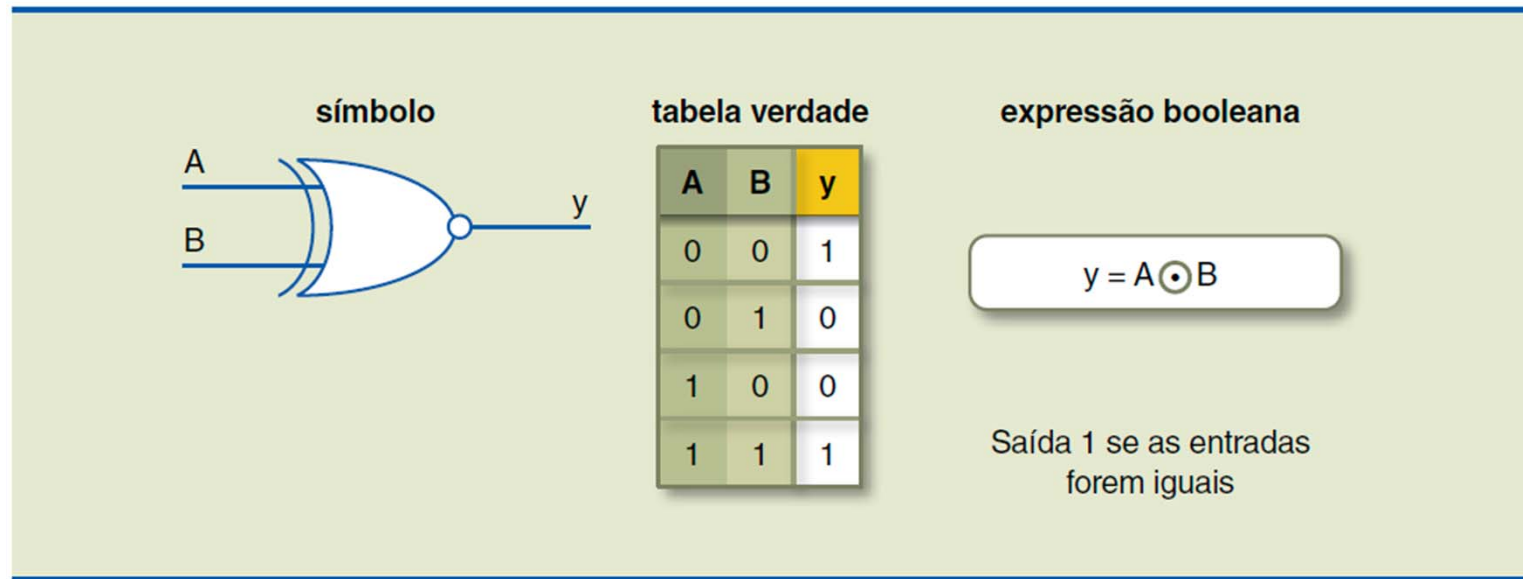 símbolo
A
B
y
tabela verdade
A B y
0 0 1
0 1 0
1 0 0
1 1 1
expressão booleana
y = A ⊙ B
Saída 1 se as entradas
forem iguais